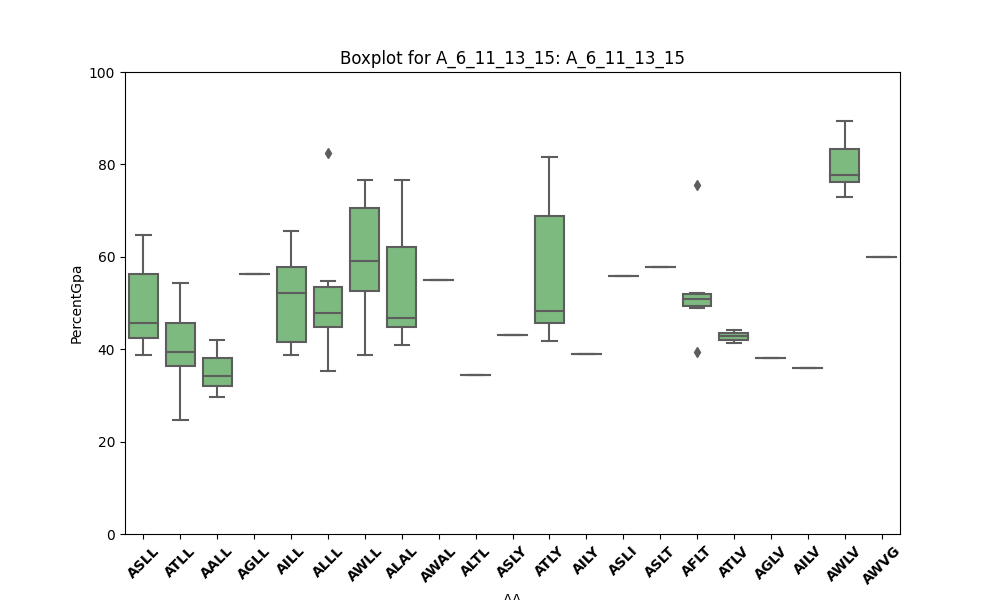 Boxplot for A_6_11_13_15: A_6_11_13_15
100
80
60
40
20
0
PercentGpa
ASLL
ATLL
AALL
AGLL
AILL
ALLL
AWLL
ALAL
AWAL
ALTL
ASLY
ATLY
AILY
ASLI
ASLT
AFLT
ATLV
AGLV
AILV
AWLV
AWVG
AA